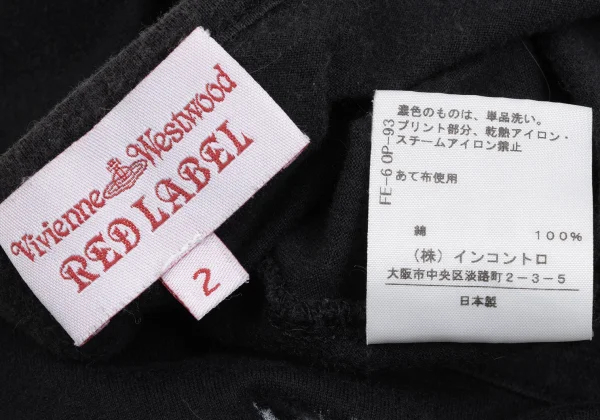 Vivienne Westwood
RED LABEL
2
濃色のものは、単品洗い。
プリント部分、乾熱アイロン・
スチームアイロン禁止
あて布使用
FE-6 0P-93
綿 100%
(株) インコントロ
大阪市中央区淡路町2-3-5
日本製